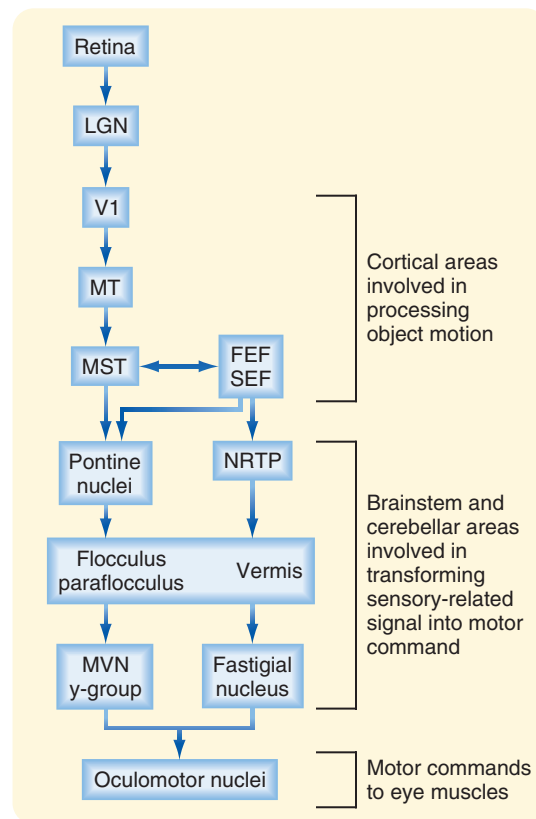 Retina
LGN
V1
MT
MST
FEF
SEF
Cortical areas
involved in
processing
object motion
Pontine
nuclei
NRTP
Flocculus
paraflocculus
Vermis
MVN
y-group
Fastigial
nucleus
Brainstem and
cerebellar areas
involved in
transforming
sensory-related
signal into motor
command
Oculomotor nuclei
Motor commands
to eye muscles